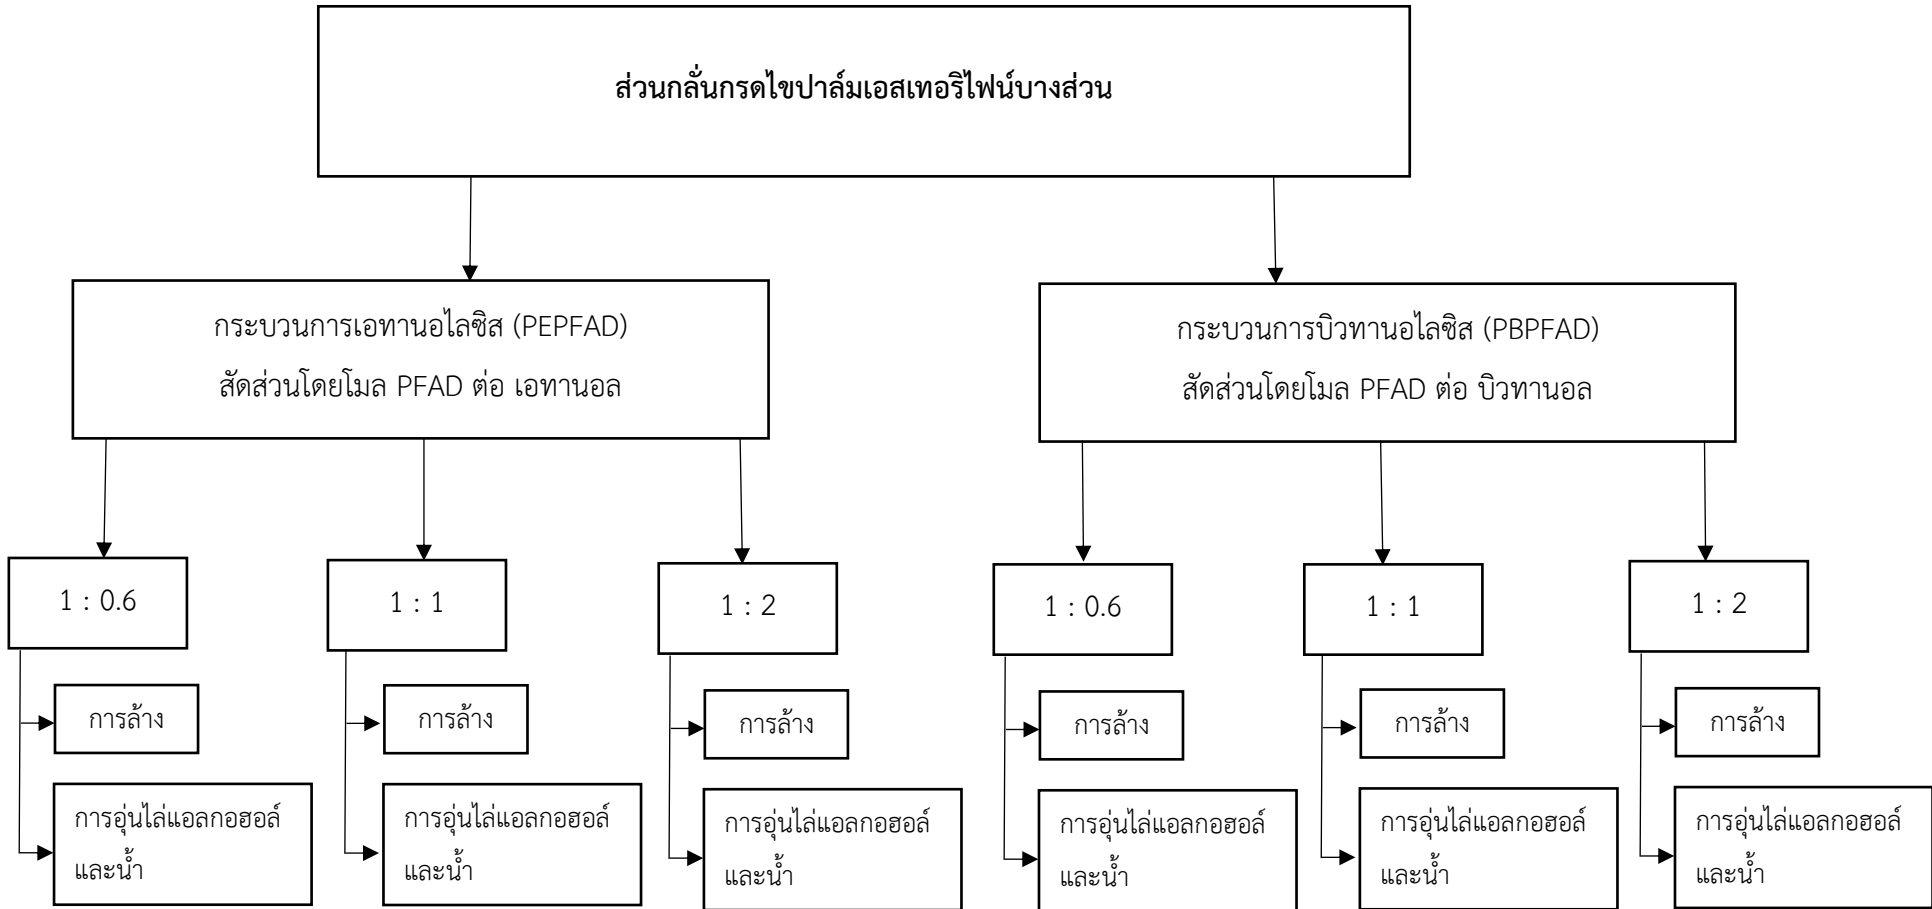 ส่วนกลั่นกรดไขปาล์มเอสเทอริไฟน์บางส่วน
กระบวนการเอทานอไลซิส (PEPFAD)
สัดส่วนโดยโมล PFAD ต่อ เอทานอล
กระบวนการบิวทานอไลซิส (PBPFAD)
สัดส่วนโดยโมล PFAD ต่อ บิวทานอล
1 : 0.6
1 : 1
1 : 2
1 : 0.6
1 : 1
1 : 2
การล้าง
การล้าง
การล้าง
การล้าง
การล้าง
การล้าง
การอุ่นไล่แอลกอฮอล์
และน้ำ
การอุ่นไล่แอลกอฮอล์
และน้ำ
การอุ่นไล่แอลกอฮอล์
และน้ำ
การอุ่นไล่แอลกอฮอล์
และน้ำ
การอุ่นไล่แอลกอฮอล์
และน้ำ
การอุ่นไล่แอลกอฮอล์
และน้ำ